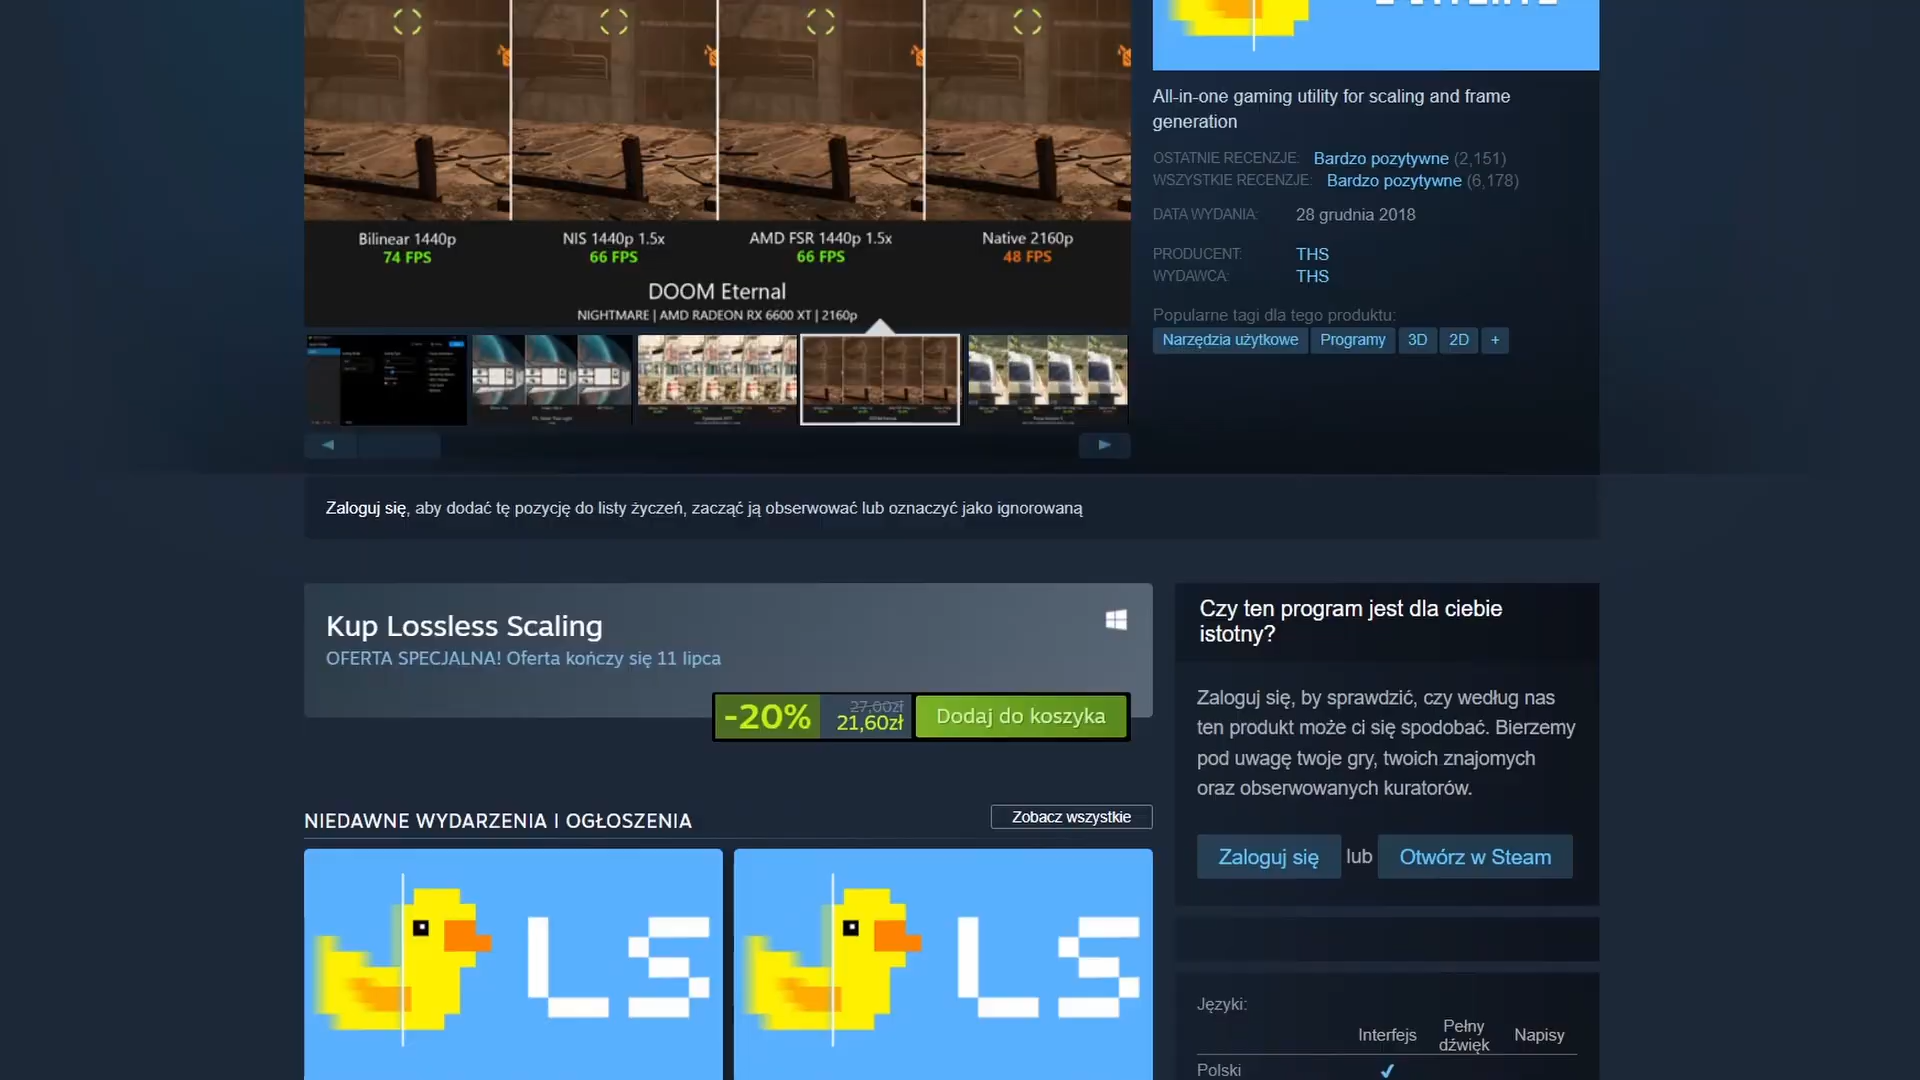 All-in-one gaming utility for scaling and frame
generation
OSTATNIE RECENZJE: Bardzo pozytywne (2,151)
WSZYSTKIE RECENZJE: Bardzo pozytywne (6,178)
DATA WYDANIA: 28 grudnia 2018
PRODUCENT: THS
WYDAWCA: THS
Popularne tagi dla tego produktu:
Narzędzia użytkowe Programy 3D 2D +
Bilinear 1440p NIS 1440p 1.5x AMD FSR 1440p 1.5x Native 2160p
74 FPS 66 FPS 66 FPS 48 FPS
DOOM Eternal
NIGHTMARE | AMD RADEON RX 6600 XT | 2160p
Zaloguj się, aby dodać tę pozycję do listy życzeń, zacząć ją obserwować lub oznaczyć jako ignorowaną
Kup Lossless Scaling
OFERTA SPECJALNA! Oferta kończy się 11 lipca
-20% 27,00zł
21,60zł
Dodaj do koszyka
Czy ten program jest dla ciebie
istotny?
Zaloguj się, by sprawdzić, czy według nas
ten produkt może ci się spodobać. Bierzemy
pod uwagę twoje gry, twoich znajomych
oraz obserwowanych kuratorów.
Zaloguj się lub Otwórz w Steam
NIEDAWNE WYDARZENIA I OGŁOSZENIA
Zobacz wszystkie
LS
LS
Języki:
Interfejs Pełny
dźwięk Napisy
Polski ✔